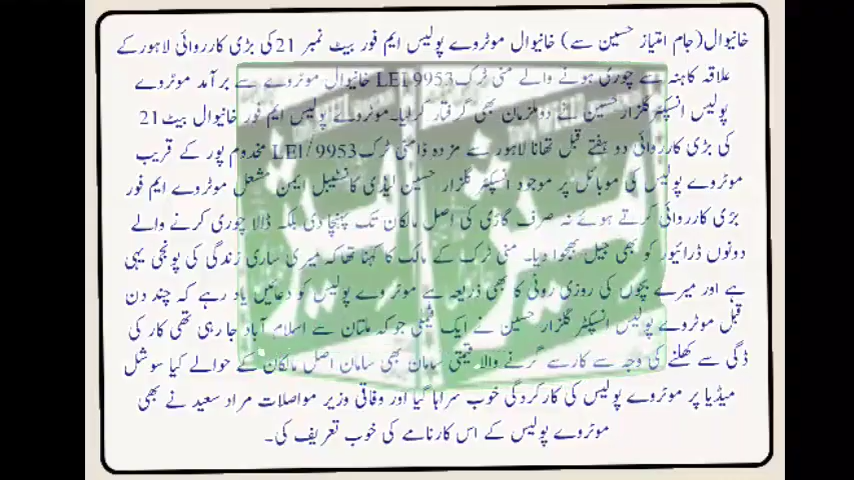 خانیوال (جام امتیاز حسین سے) خانیوال موٹروے پولیس ایم فور بیٹ نمبر 21 کی بڑی کارروائی لاہور کے
علاقہ کاہنہ سے چوری ہونے والے منی ٹرک LEI 9953 خانیوال موٹروے سے برآمد موٹروے
پولیس انسپکٹر گلزار حسین نے دو ملزمان بھی گرفتار کر لیا۔ موٹروے پولیس ایم فور خانیوال بیٹ 21
کی بڑی کارروائی دو ہفتے قبل تھانا لاہور سے مزدہ ڈامنی ٹرک LEI/9953 مخدوم پور کے قریب
موٹروے پولیس کی موبائل پر موجود انسپکٹر گلزار حسین لیڈی کانسٹیبل ایمن مشعل موٹروے ایم فور
بڑی کارروائی کرتے ہوئے نہ صرف گاڑی کی اصل مالکان تک پہنچا دی بلکہ ڈالا چوری کرنے والے
دونوں ڈرائیور کو بھی جیل بھجوا دیا۔ منی ٹرک کے مالک کا کہنا تھا کہ میری ساری زندگی کی پونجی یہی
ہے اور میرے بچوں کی روزی روٹی کا بھی ذریعہ ہے موٹروے پولیس کو دعائیں یاد رہے کہ چند دن
قبل موٹروے پولیس انسپکٹر گلزار حسین نے ایک فیملی جو کہ ملتان سے اسلام آباد جا رہی تھی کار کی
ڈگی سے کھلنے کی وجہ سے کار سے گرنے والا قیمتی سامان بھی سامان اصل مالکان کے حوالے کیا سوشل
میڈیا پر موٹروے پولیس کی کارکردگی خوب سراہا گیا اور وفاقی وزیر مواصلات مراد سعید نے بھی
موٹروے پولیس کے اس کارنامے کی خوب تعریف کی۔